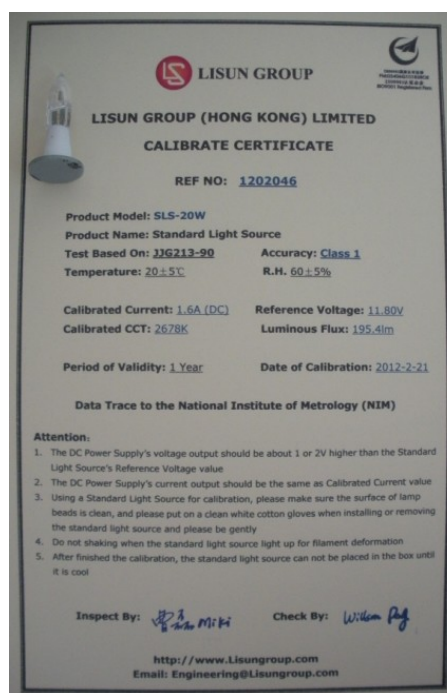 LISUN GROUP
LISUN GROUP (HONG KONG) LIMITED
CALIBRATE CERTIFICATE
REF NO: 1202046
Product Model: SLS-20W
Product Name: Standard Light Source
Test Based On: JJG213-90 Accuracy: Class 1
Temperature: 20±5℃ R.H. 60±5%
Calibrated Current: 1.6A (DC) Reference Voltage: 11.80V
Calibrated CCT: 2678K Luminous Flux: 195.4lm
Period of Validity: 1 Year Date of Calibration: 2012-2-21
Data Trace to the National Institute of Metrology (NIM)
Attention:
1. The DC Power Supply's voltage output should be about 1 or 2V higher than the Standard
Light Source's Reference Voltage value
2. The DC Power Supply's current output should be the same as Calibrated Current value
3. Using a Standard Light Source for calibration, please make sure the surface of lamp
beads is clean, and please put on a clean white cotton gloves when installing or removing
the standard light source and please be gently
4. Do not shaking when the standard light source light up for filament deformation
5. After finished the calibration, the standard light source can not be placed in the box until
it is cool
Inspect By: Miki Check By: William
http://www.Lisungroup.com
Email: Engineering@Lisungroup.com